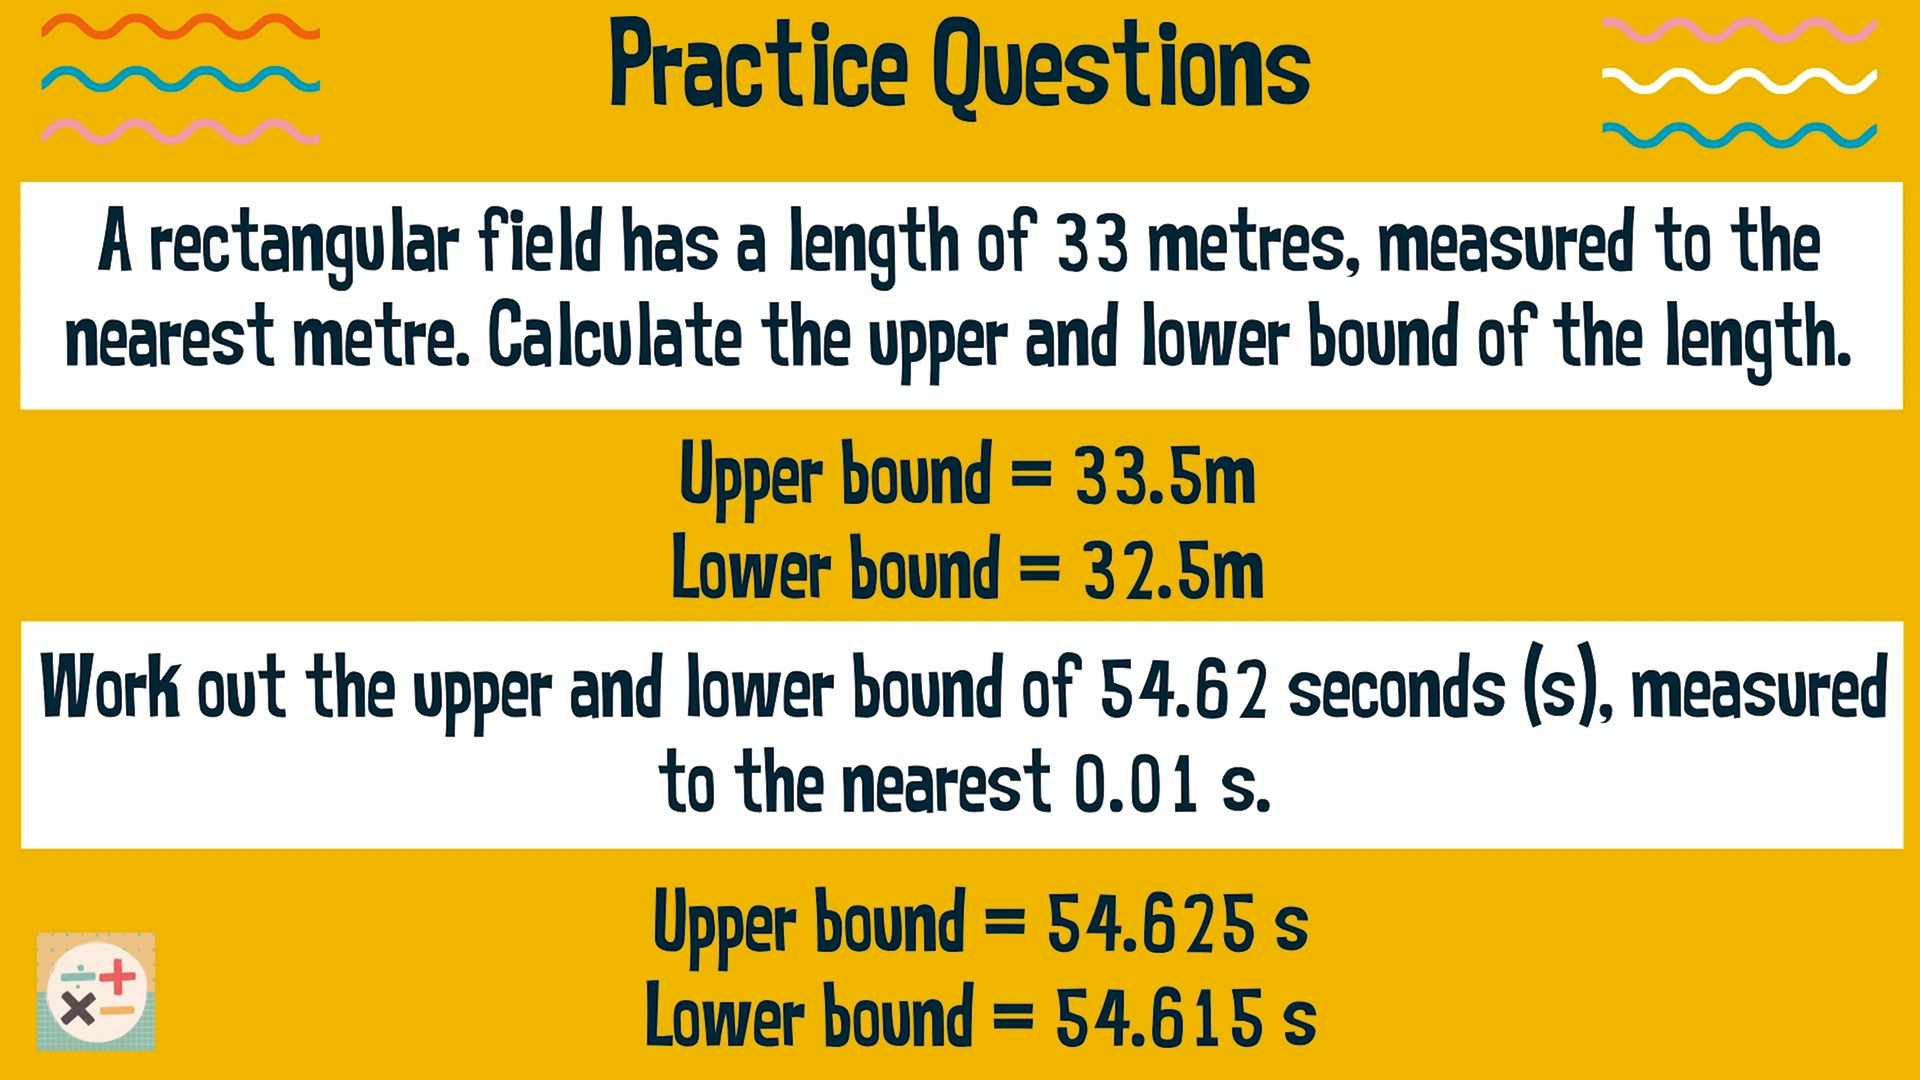 Practice Questions
A rectangular field has a length of 33 metres, measured to the
nearest metre. Calculate the upper and lower bound of the length.
Upper bound = 33.5m
Lower bound = 32.5m
Work out the upper and lower bound of 54.62 seconds (s), measured
to the nearest 0.01 s.
Upper bound = 54.625 s
Lower bound = 54.615 s